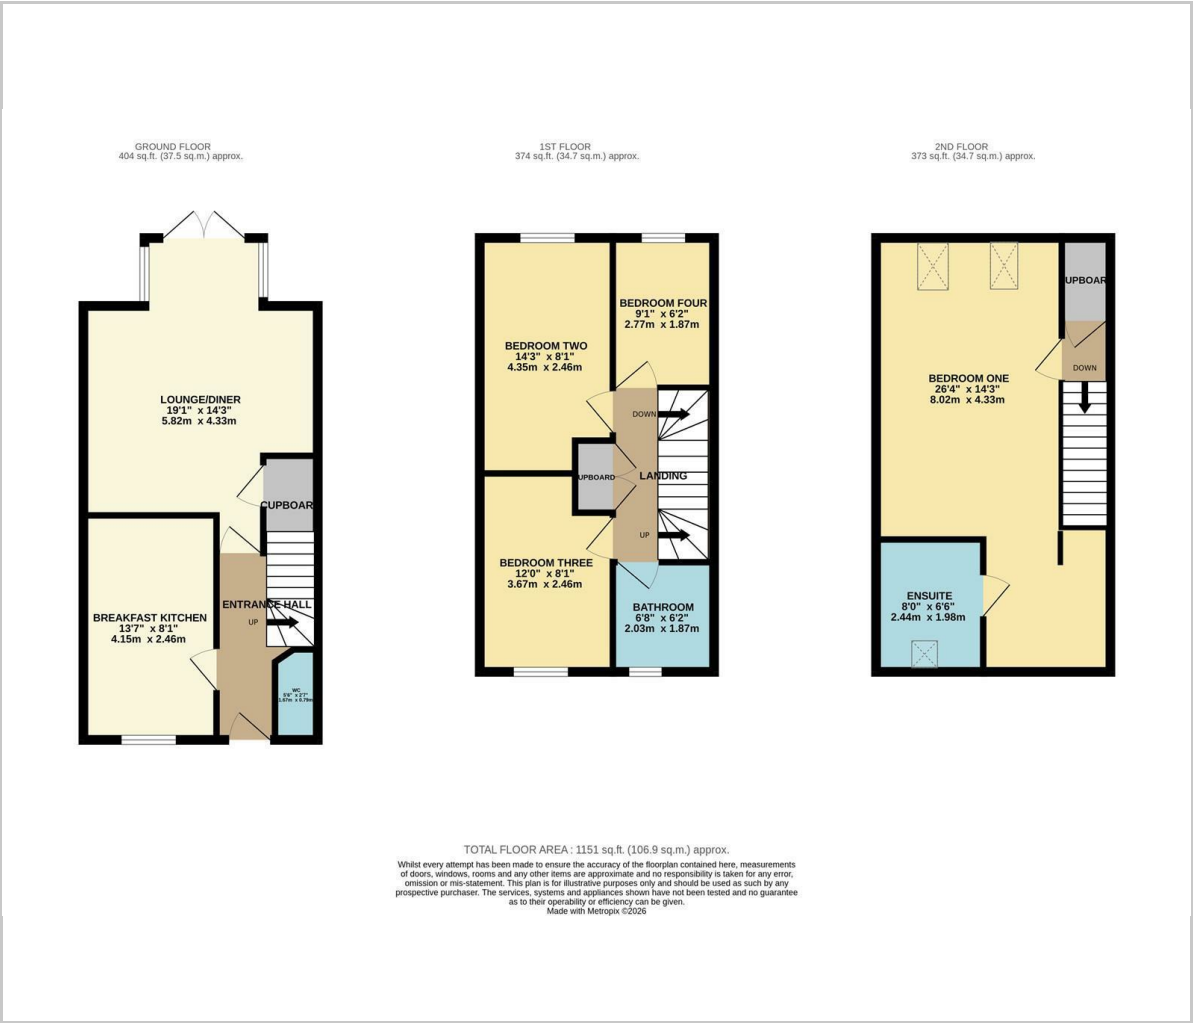 GROUND FLOOR
404 sq.ft. (37.5 sq.m.) approx.
1ST FLOOR
374 sq.ft. (34.7 sq.m.) approx.
2ND FLOOR
373 sq.ft. (34.7 sq.m.) approx.
LOUNGE/DINER
19'1" x 14'3"
5.82m x 4.33m
CUPBOAR
BREAKFAST KITCHEN
13'7" x 8'1"
4.15m x 2.46m
ENTRANCE HALL
UP
WC
5'6" x 2'7"
1.67m x 0.79m
BEDROOM TWO
14'3" x 8'1"
4.35m x 2.46m
BEDROOM FOUR
9'1" x 6'2"
2.77m x 1.87m
DOWN
UPBOARD
LANDING
UP
BEDROOM THREE
12'0" x 8'1"
3.67m x 2.46m
BATHROOM
6'8" x 6'2"
2.03m x 1.87m
UPBOAR
DOWN
BEDROOM ONE
26'4" x 14'3"
8.02m x 4.33m
ENSUITE
8'0" x 6'6"
2.44m x 1.98m
TOTAL FLOOR AREA : 1151 sq.ft. (106.9 sq.m.) approx.
Whilst every attempt has been made to ensure the accuracy of the floorplan contained here, measurements
of doors, windows, rooms and any other items are approximate and no responsibility is taken for any error,
omission or mis-statement. This plan is for illustrative purposes only and should be used as such by any
prospective purchaser. The services, systems and appliances shown have not been tested and no guarantee
as to their operability or efficiency can be given.
Made with Metropix ©2026